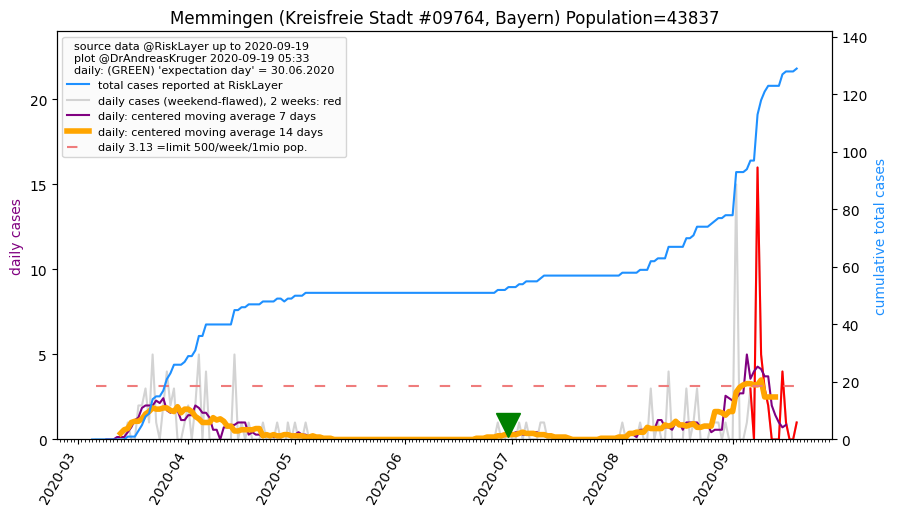 Memmingen (Kreisfreie Stadt #09764, Bayern) Population=43837
source data @RiskLayer up to 2020-09-19
plot @DrAndreasKruger 2020-09-19 05:33
daily: (GREEN) 'expectation day' = 30.06.2020
total cases reported at RiskLayer
daily cases (weekend-flawed), 2 weeks: red
daily: centered moving average 7 days
daily: centered moving average 14 days
daily 3.13 =limit 500/week/1mio pop.
daily cases
20
15
10
5
0
140
120
100
80
60
40
20
0
cumulative total cases
2020-03
2020-04
2020-05
2020-06
2020-07
2020-08
2020-09